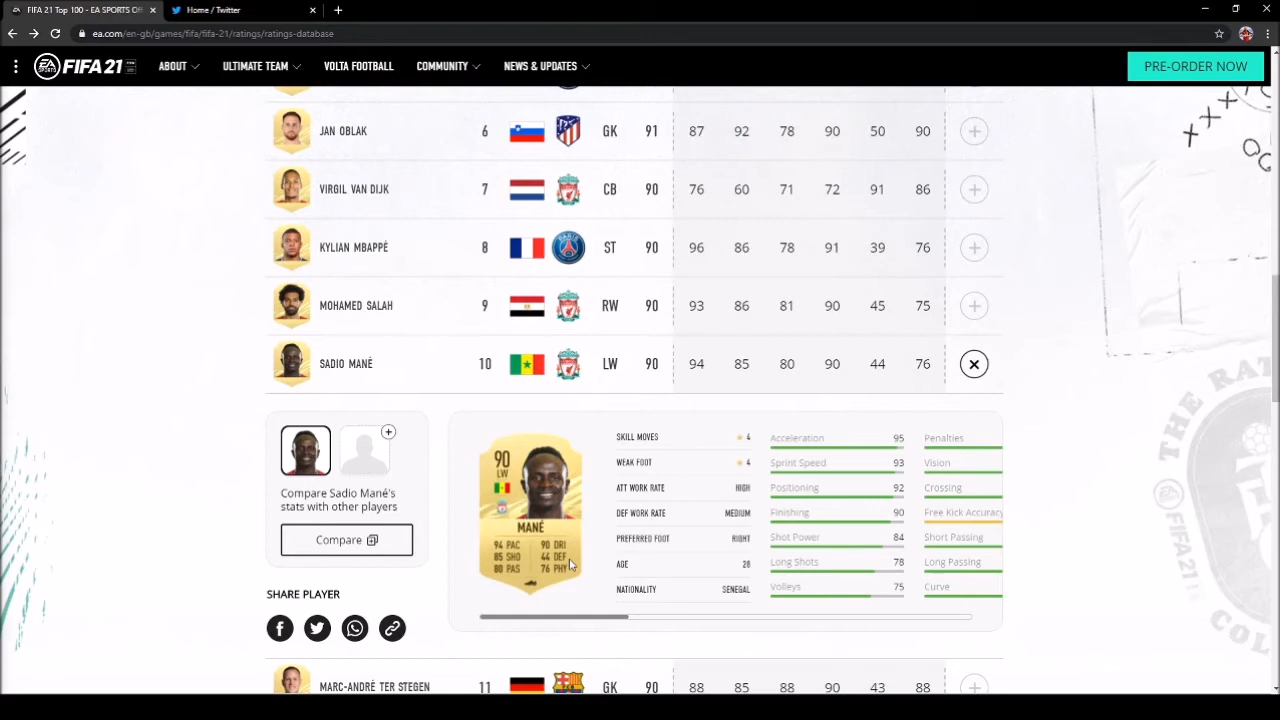 FIFA 21 Top 100 - EA SPORTS Off
Home / Twitter
ea.com/en-gb/games/fifa/fifa-21/ratings/ratings-database
EA SPORTS FIFA 21
ABOUT ULTIMATE TEAM VOLTA FOOTBALL COMMUNITY NEWS & UPDATES PRE-ORDER NOW
JAN OBLAK 6 GK 91 87 92 78 90 50 90
VIRGIL VAN DIJK 7 CB 90 76 60 71 72 91 86
KYLIAN MBAPPÉ 8 ST 90 96 86 78 91 39 76
MOHAMED SALAH 9 RW 90 93 86 81 90 45 75
SADIO MANÉ 10 LW 90 94 85 80 90 44 76
Compare Sadio Mané's
stats with other players
Compare
SHARE PLAYER
90
LW
MANÉ
94 PAC 90 DRI
85 SHO 44 DEF
80 PAS 76 PHY
SKILL MOVES 4
WEAK FOOT 4
ATT WORK RATE HIGH
DEF WORK RATE MEDIUM
PREFERRED FOOT RIGHT
AGE 28
NATIONALITY SENEGAL
Acceleration 95
Sprint Speed 93
Positioning 92
Finishing 90
Shot Power 84
Long Shots 78
Volleys 75
Penalties
Vision
Crossing
Free Kick Accuracy
Short Passing
Long Passing
Curve
MARC-ANDRÉ TER STEGEN 11 GK 90 88 85 88 90 43 88